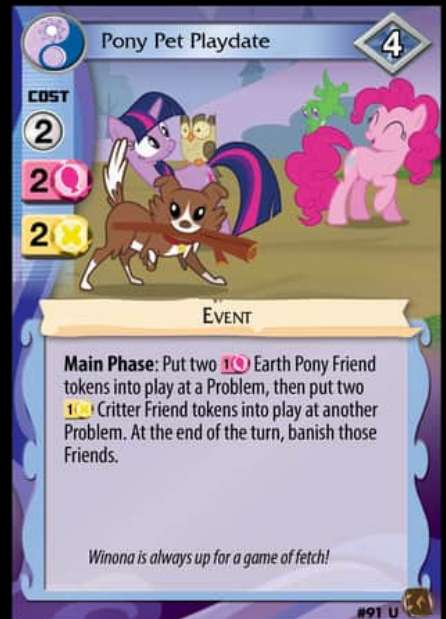 Pony Pet Playdate
4
COST
2
2
2
EVENT
Main Phase: Put two 1 Earth Pony Friend
tokens into play at a Problem, then put two
1 Critter Friend tokens into play at another
Problem. At the end of the turn, banish those
Friends.
Winona is always up for a game of fetch!
#91 U